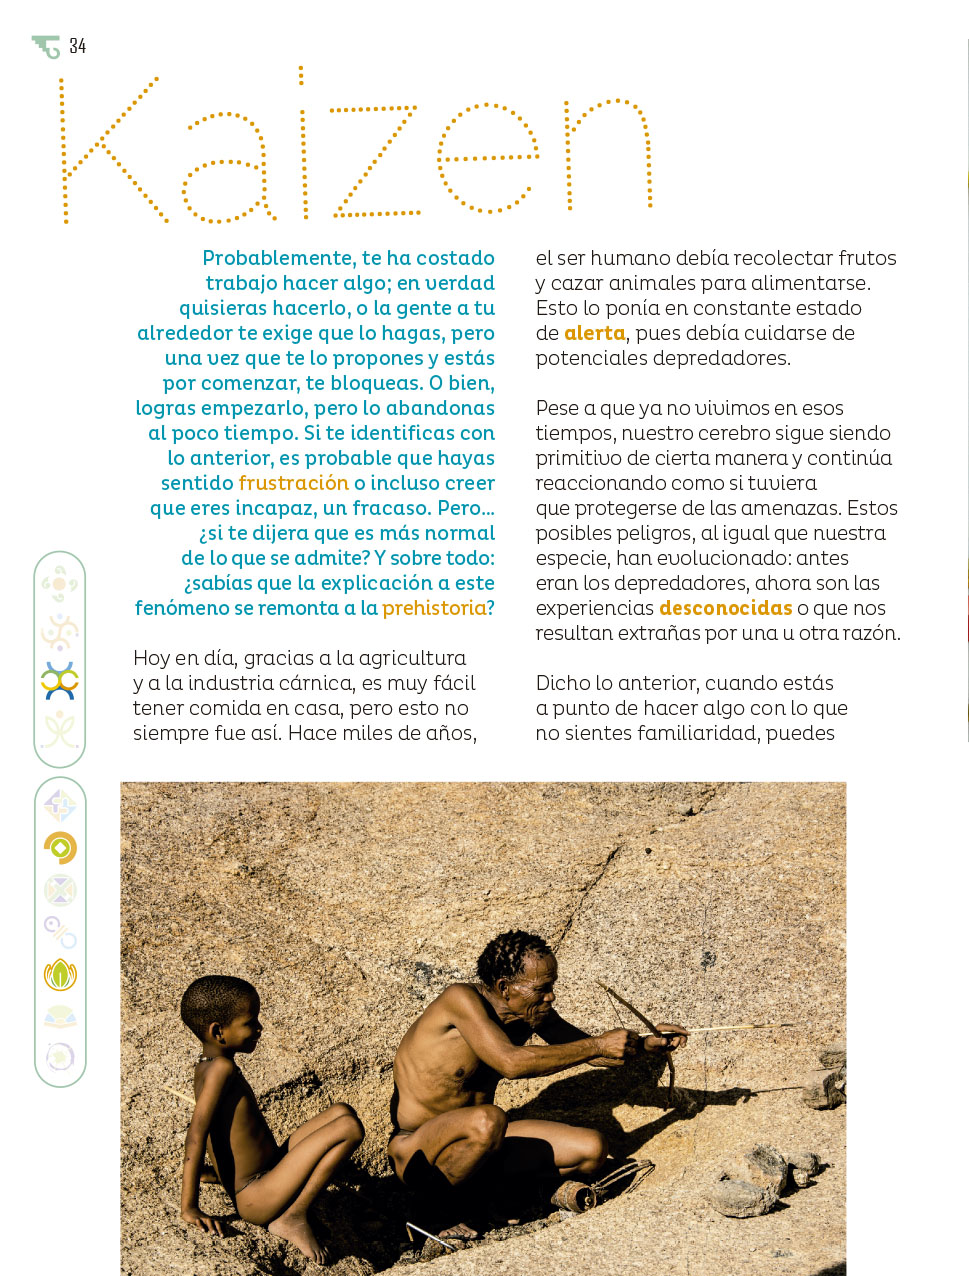 34
Kaizen
Probablemente, te ha costado
trabajo hacer algo; en verdad
quisieras hacerlo, o la gente a tu
alrededor te exige que lo hagas, pero
una vez que te lo propones y estás
por comenzar, te bloqueas. O bien,
logras empezarlo, pero lo abandonas
al poco tiempo. Si te identificas con
lo anterior, es probable que hayas
sentido frustración o incluso creer
que eres incapaz, un fracaso. Pero...
¿si te dijera que es más normal
de lo que se admite? Y sobre todo:
¿sabías que la explicación a este
fenómeno se remonta a la prehistoria?
Hoy en día, gracias a la agricultura
y a la industria cárnica, es muy fácil
tener comida en casa, pero esto no
siempre fue así. Hace miles de años,
el ser humano debía recolectar frutos
y cazar animales para alimentarse.
Esto lo ponía en constante estado
de alerta, pues debía cuidarse de
potenciales depredadores.
Pese a que ya no vivimos en esos
tiempos, nuestro cerebro sigue siendo
primitivo de cierta manera y continúa
reaccionando como si tuviera
que protegerse de las amenazas. Estos
posibles peligros, al igual que nuestra
especie, han evolucionado: antes
eran los depredadores, ahora son las
experiencias desconocidas o que nos
resultan extrañas por una u otra razón.
Dicho lo anterior, cuando estás
a punto de hacer algo con lo que
no sientes familiaridad, puedes